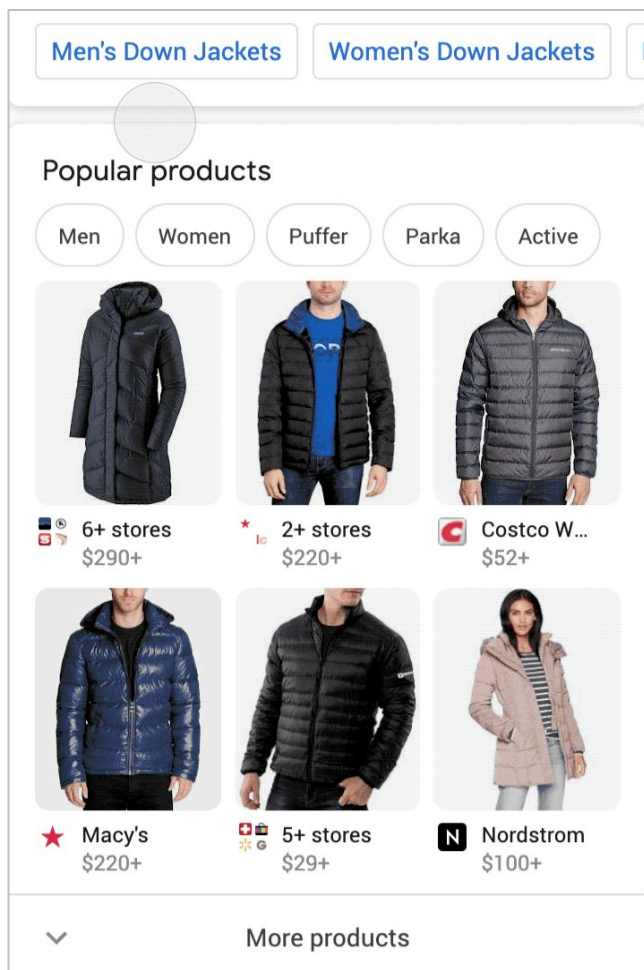 Men's Down Jackets
Women's Down Jackets
Popular products
Men
Women
Puffer
Parka
Active
6+ stores
$290+
2+ stores
$220+
Costco W...
$52+
Macy's
$220+
5+ stores
$29+
N Nordstrom
$100+
More products